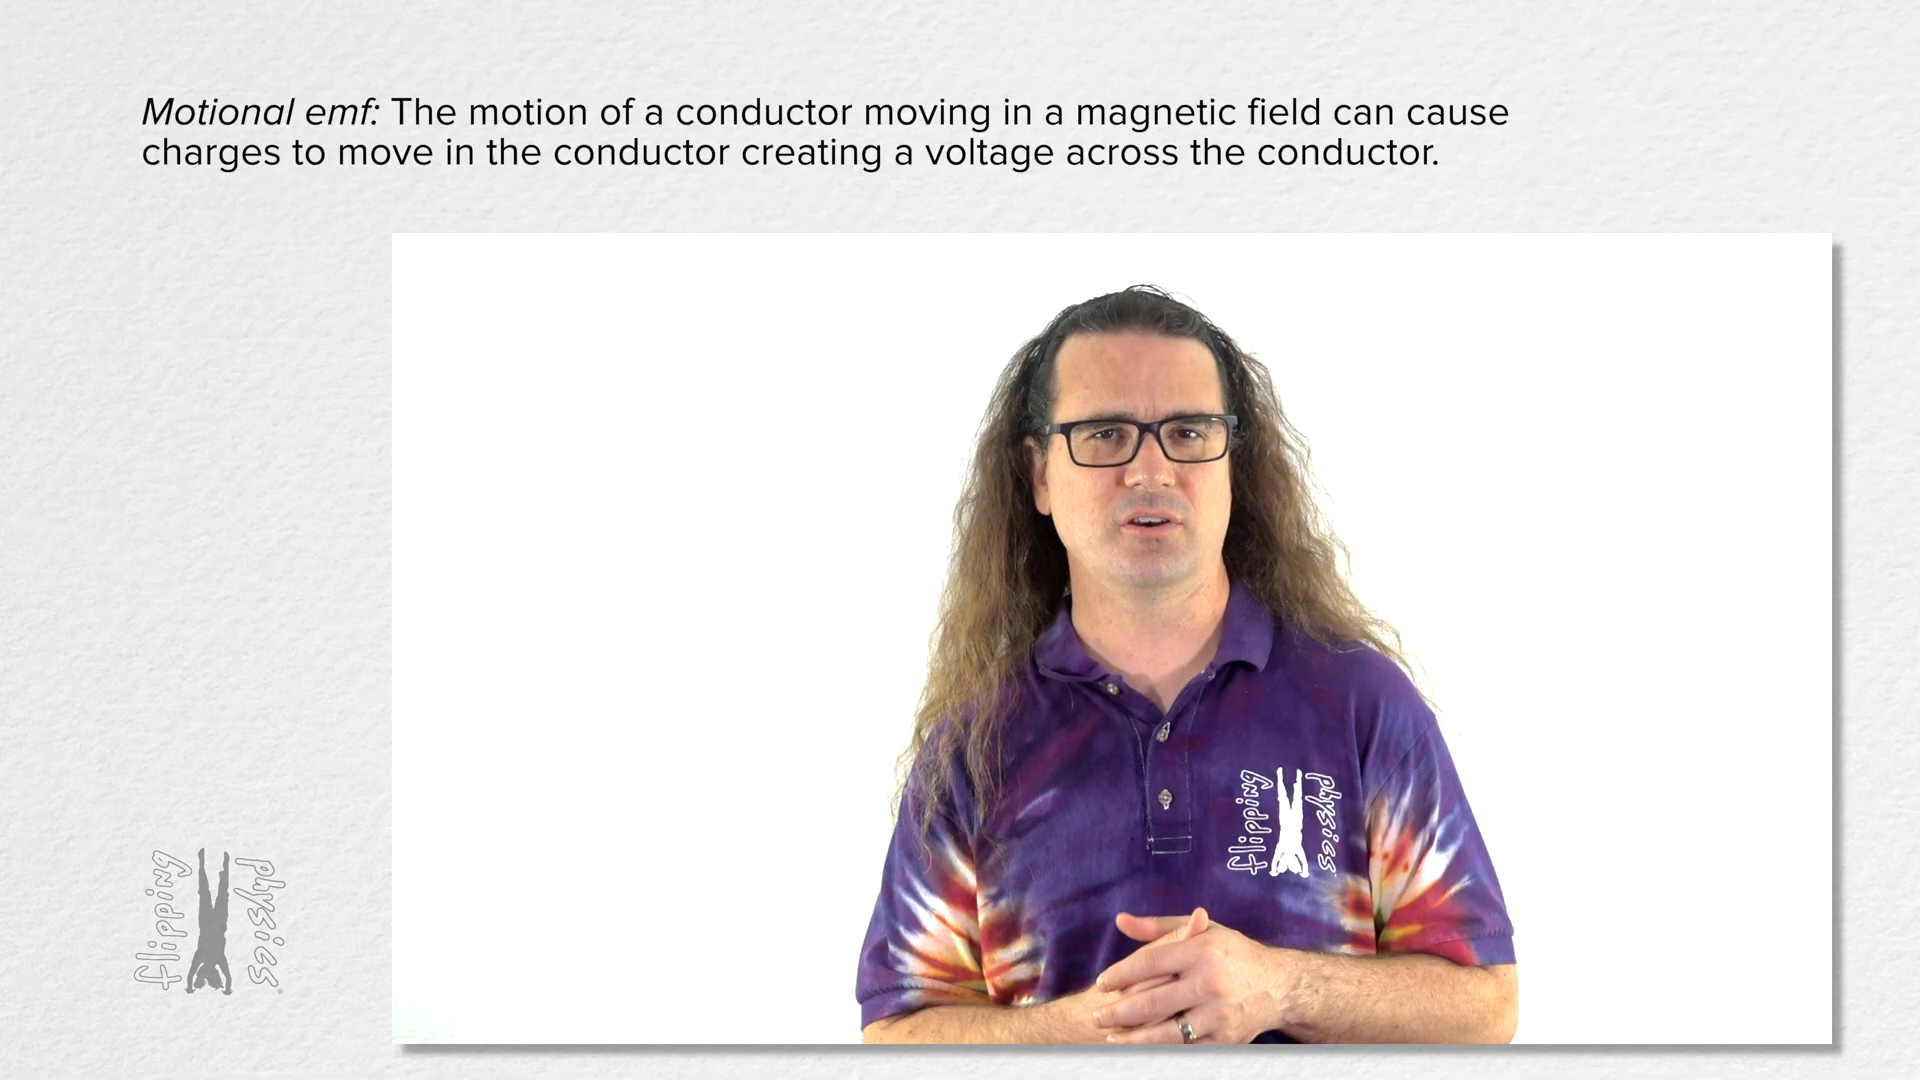 Motional emf: The motion of a conductor moving in a magnetic field can cause
charges to move in the conductor creating a voltage across the conductor.
flipping
physics
flipping
physics